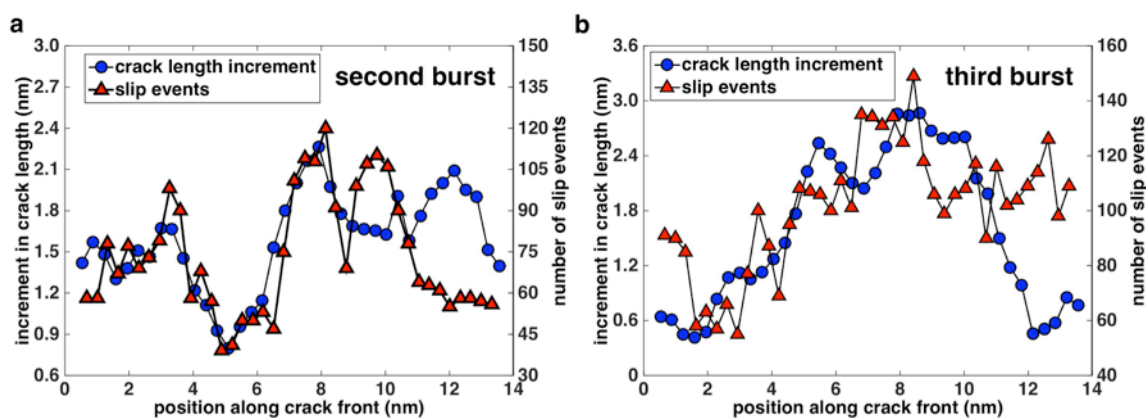 a
second burst
crack length increment
slip events
increment in crack length (nm)
3.0
2.7
2.4
2.1
1.8
1.5
1.2
0.9
0.6
150
135
120
105
90
75
60
45
30
number of slip events
0 2 4 6 8 10 12 14
position along crack front (nm)
b
third burst
crack length increment
slip events
increment in crack length (nm)
3.6
3.0
2.4
1.8
1.2
0.6
0
160
140
120
100
80
60
40
number of slip events
0 2 4 6 8 10 12 14
position along crack front (nm)